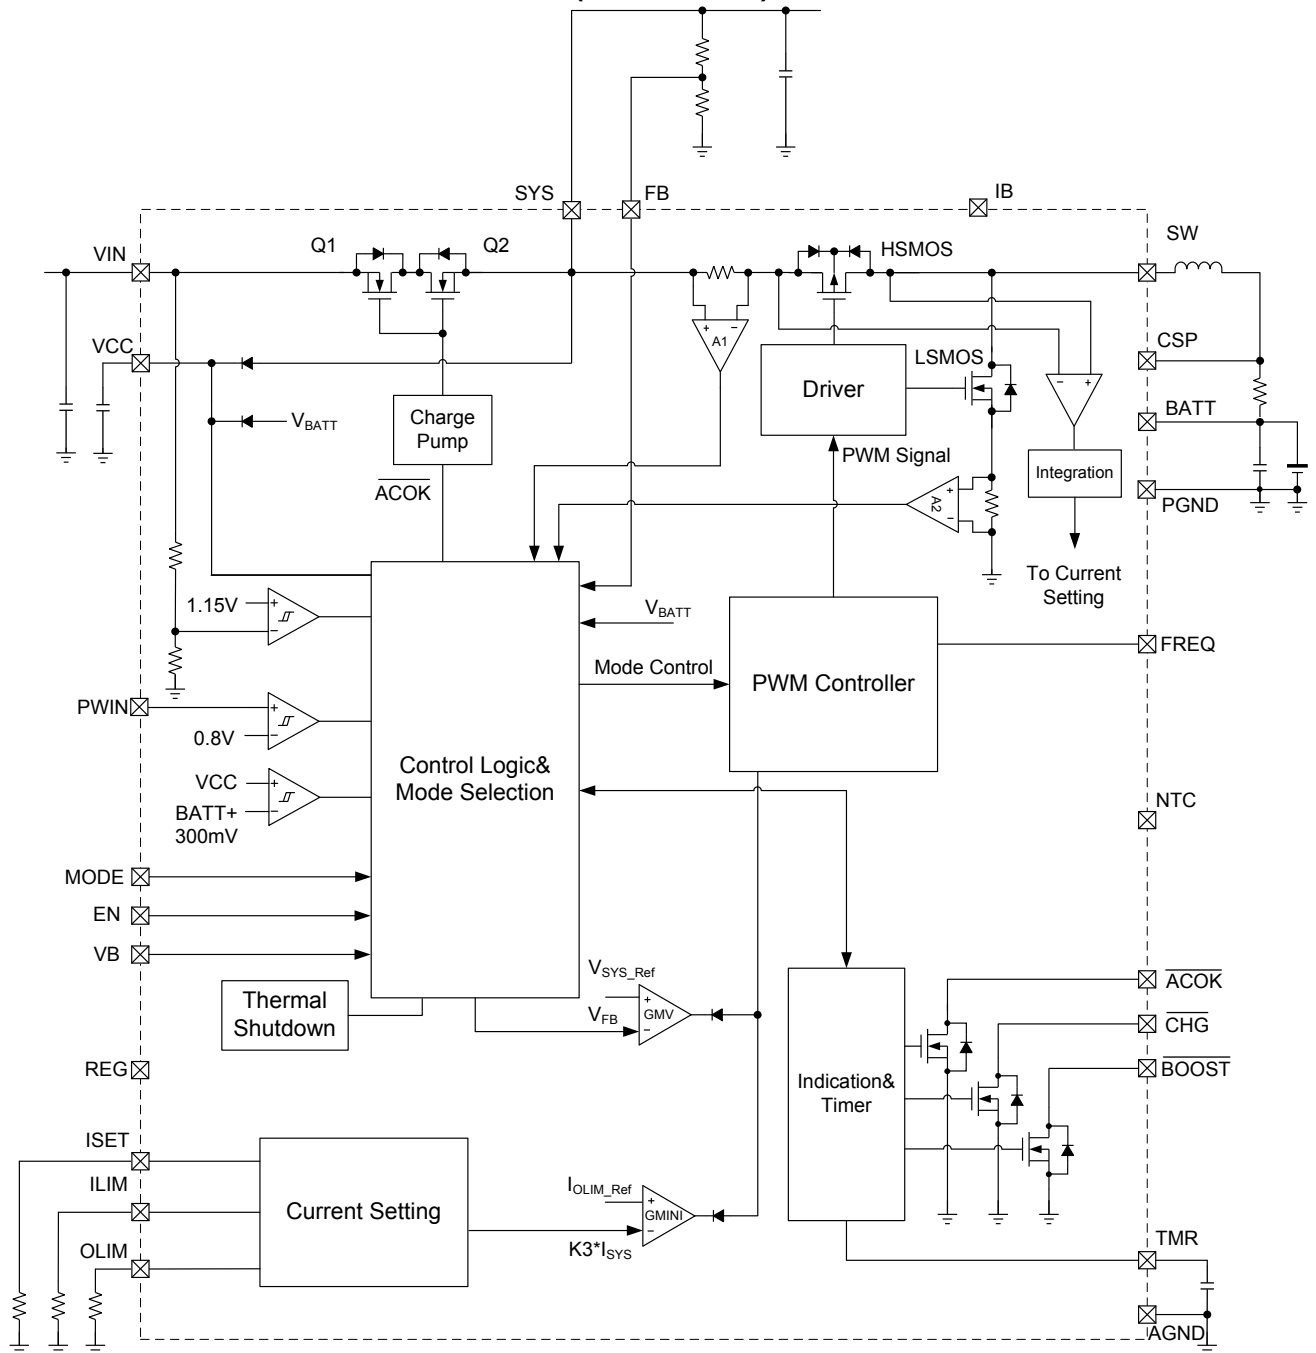 SYS
FB
IB
SW
VIN
Q1
Q2
HSMOS
VCC
+
−
A1
LSMOS
−
+
CSP
Driver
BATT
V_BATT
Charge
Pump
PWM Signal
Integration
ACOK
+
A2
−
PGND
To Current
Setting
1.15V
+
−
V_BATT
FREQ
Mode Control
PWM Controller
PWIN
+
−
0.8V
Control Logic&
Mode Selection
VCC
+
−
BATT+
300mV
NTC
MODE
EN
VB
Thermal
Shutdown
V_SYS_Ref
+
GMV
V_FB
−
ACOK
CHG
BOOST
REG
Indication&
Timer
ISET
ILIM
OLIM
Current Setting
I_OLIM_Ref
+
GMINI
−
K3*I_SYS
TMR
AGND